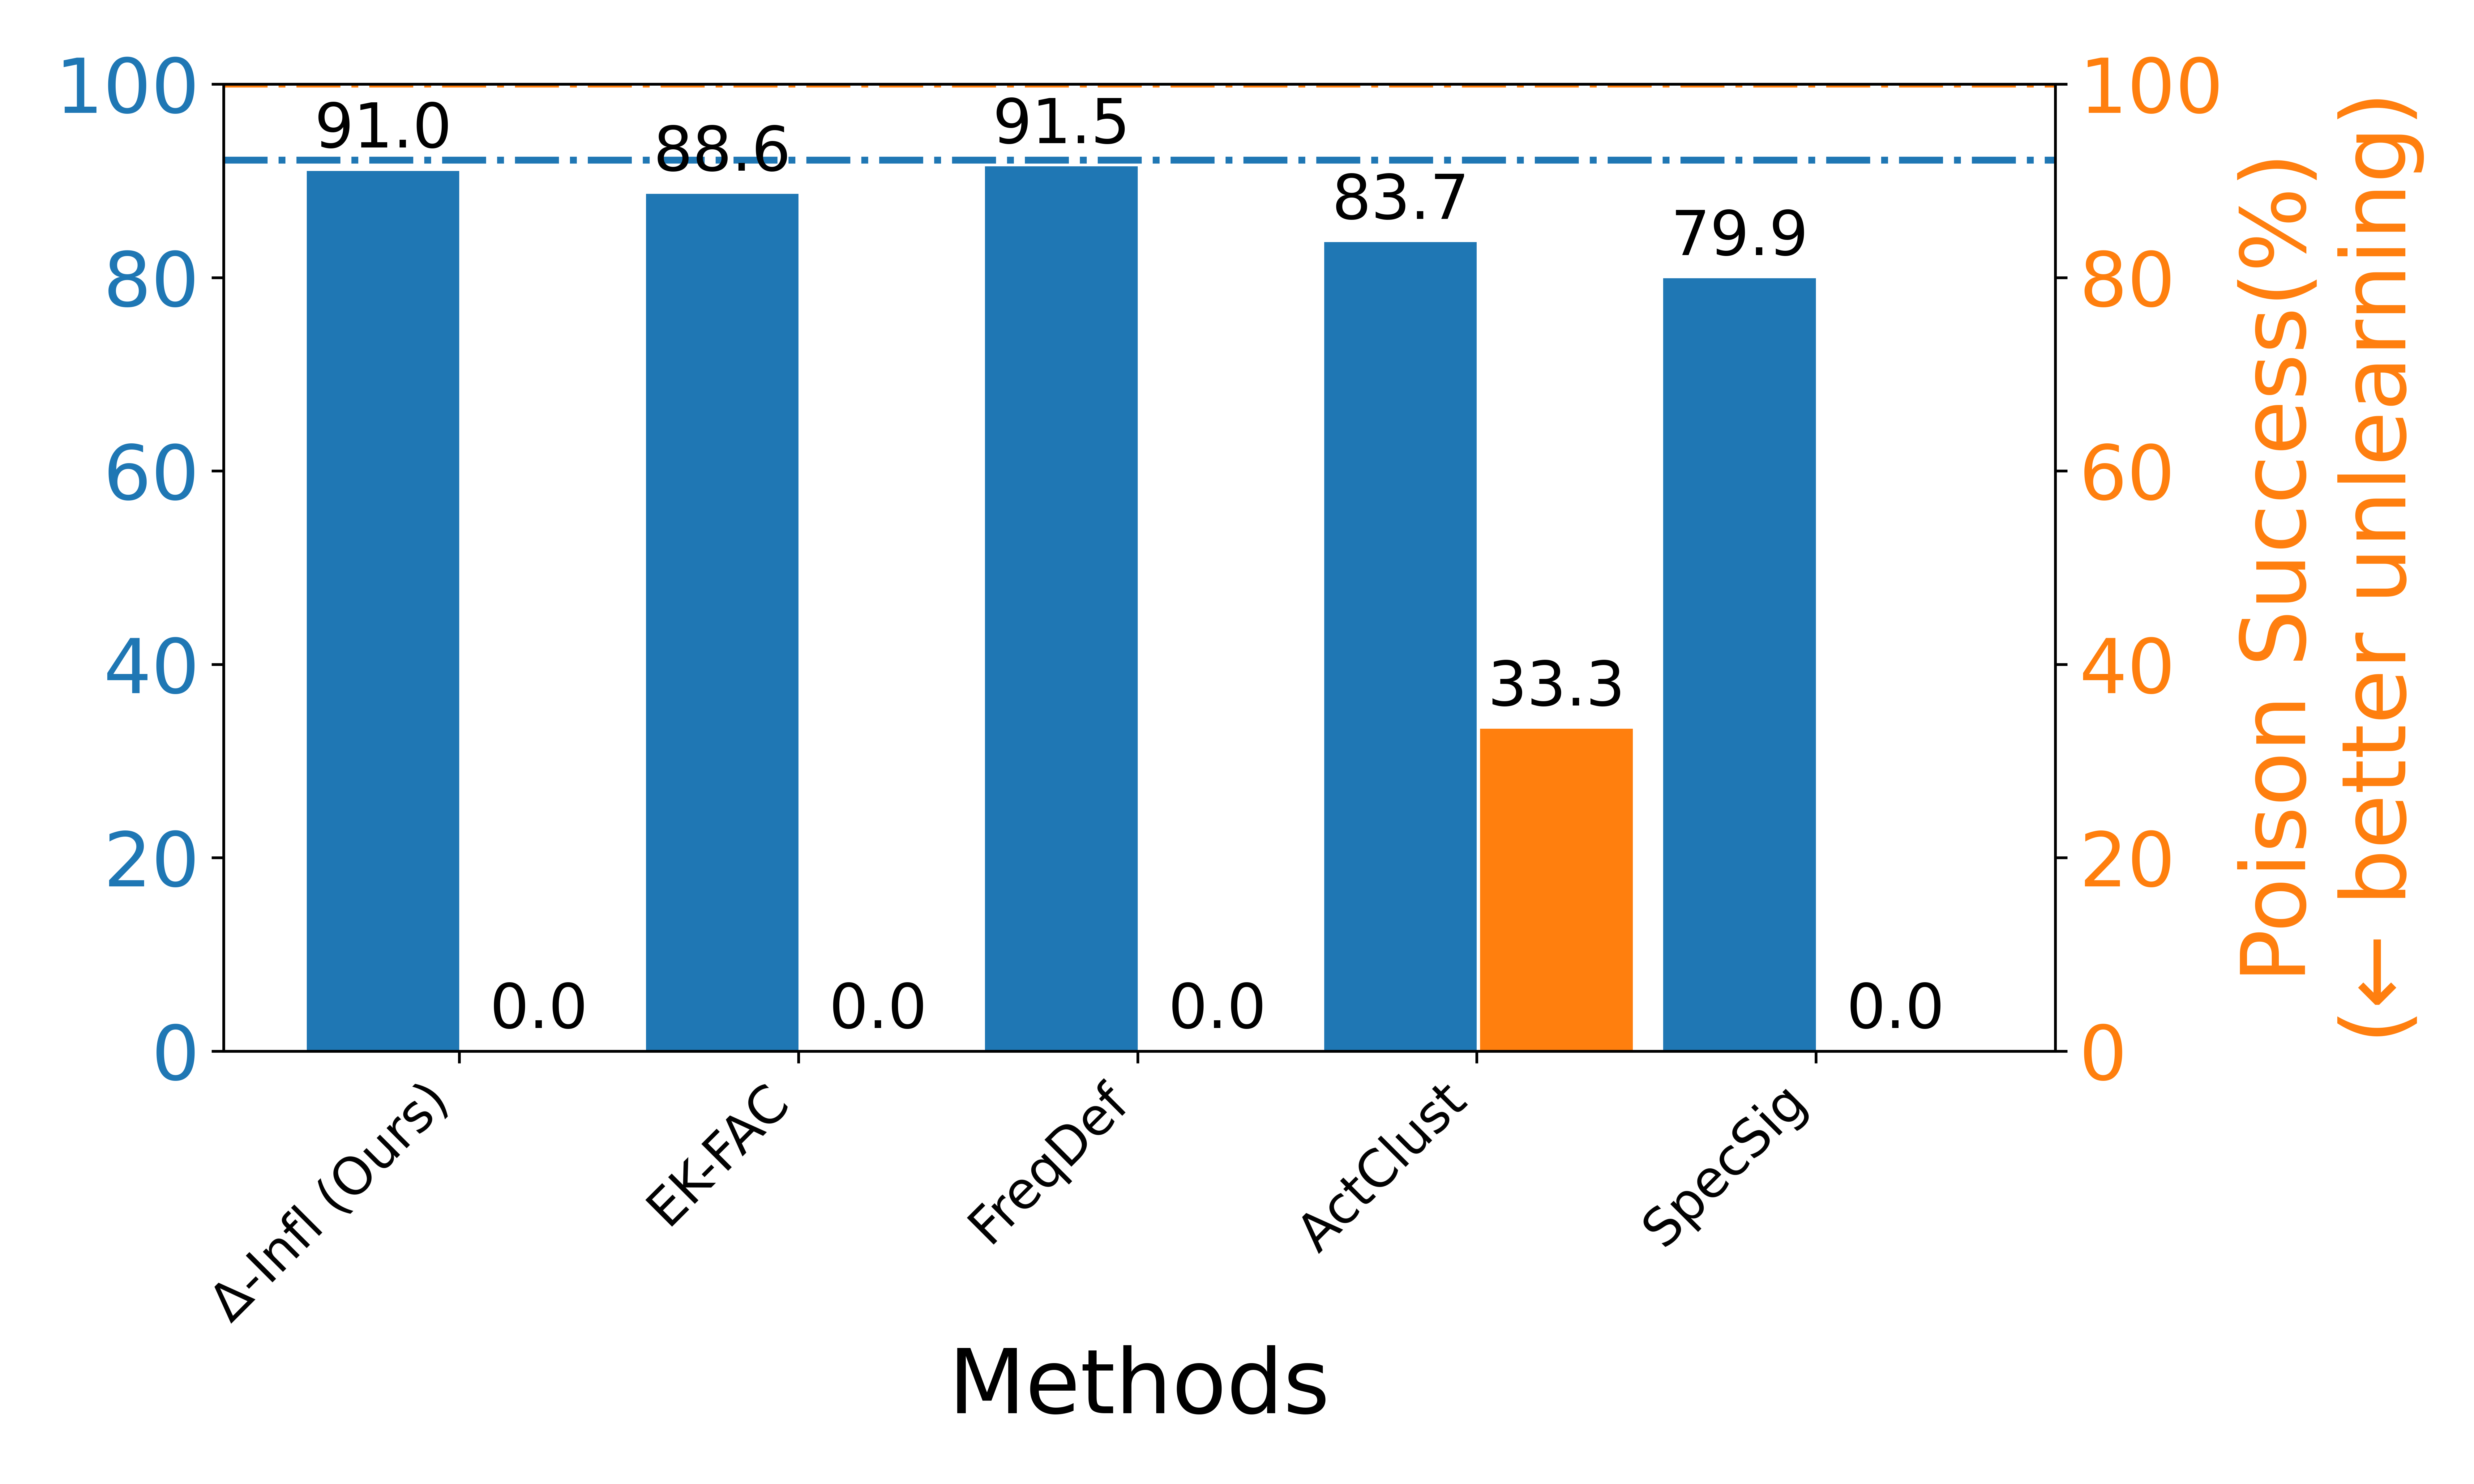 100
80
60
40
20
0
91.0
88.6
91.5
83.7
79.9
0.0
0.0
0.0
33.3
0.0
100
80
60
40
20
0
Poison Success(%)
(← better unlearning)
Δ-Infl (Ours)
EK-FAC
FreqDef
ActClust
SpecSig
Methods